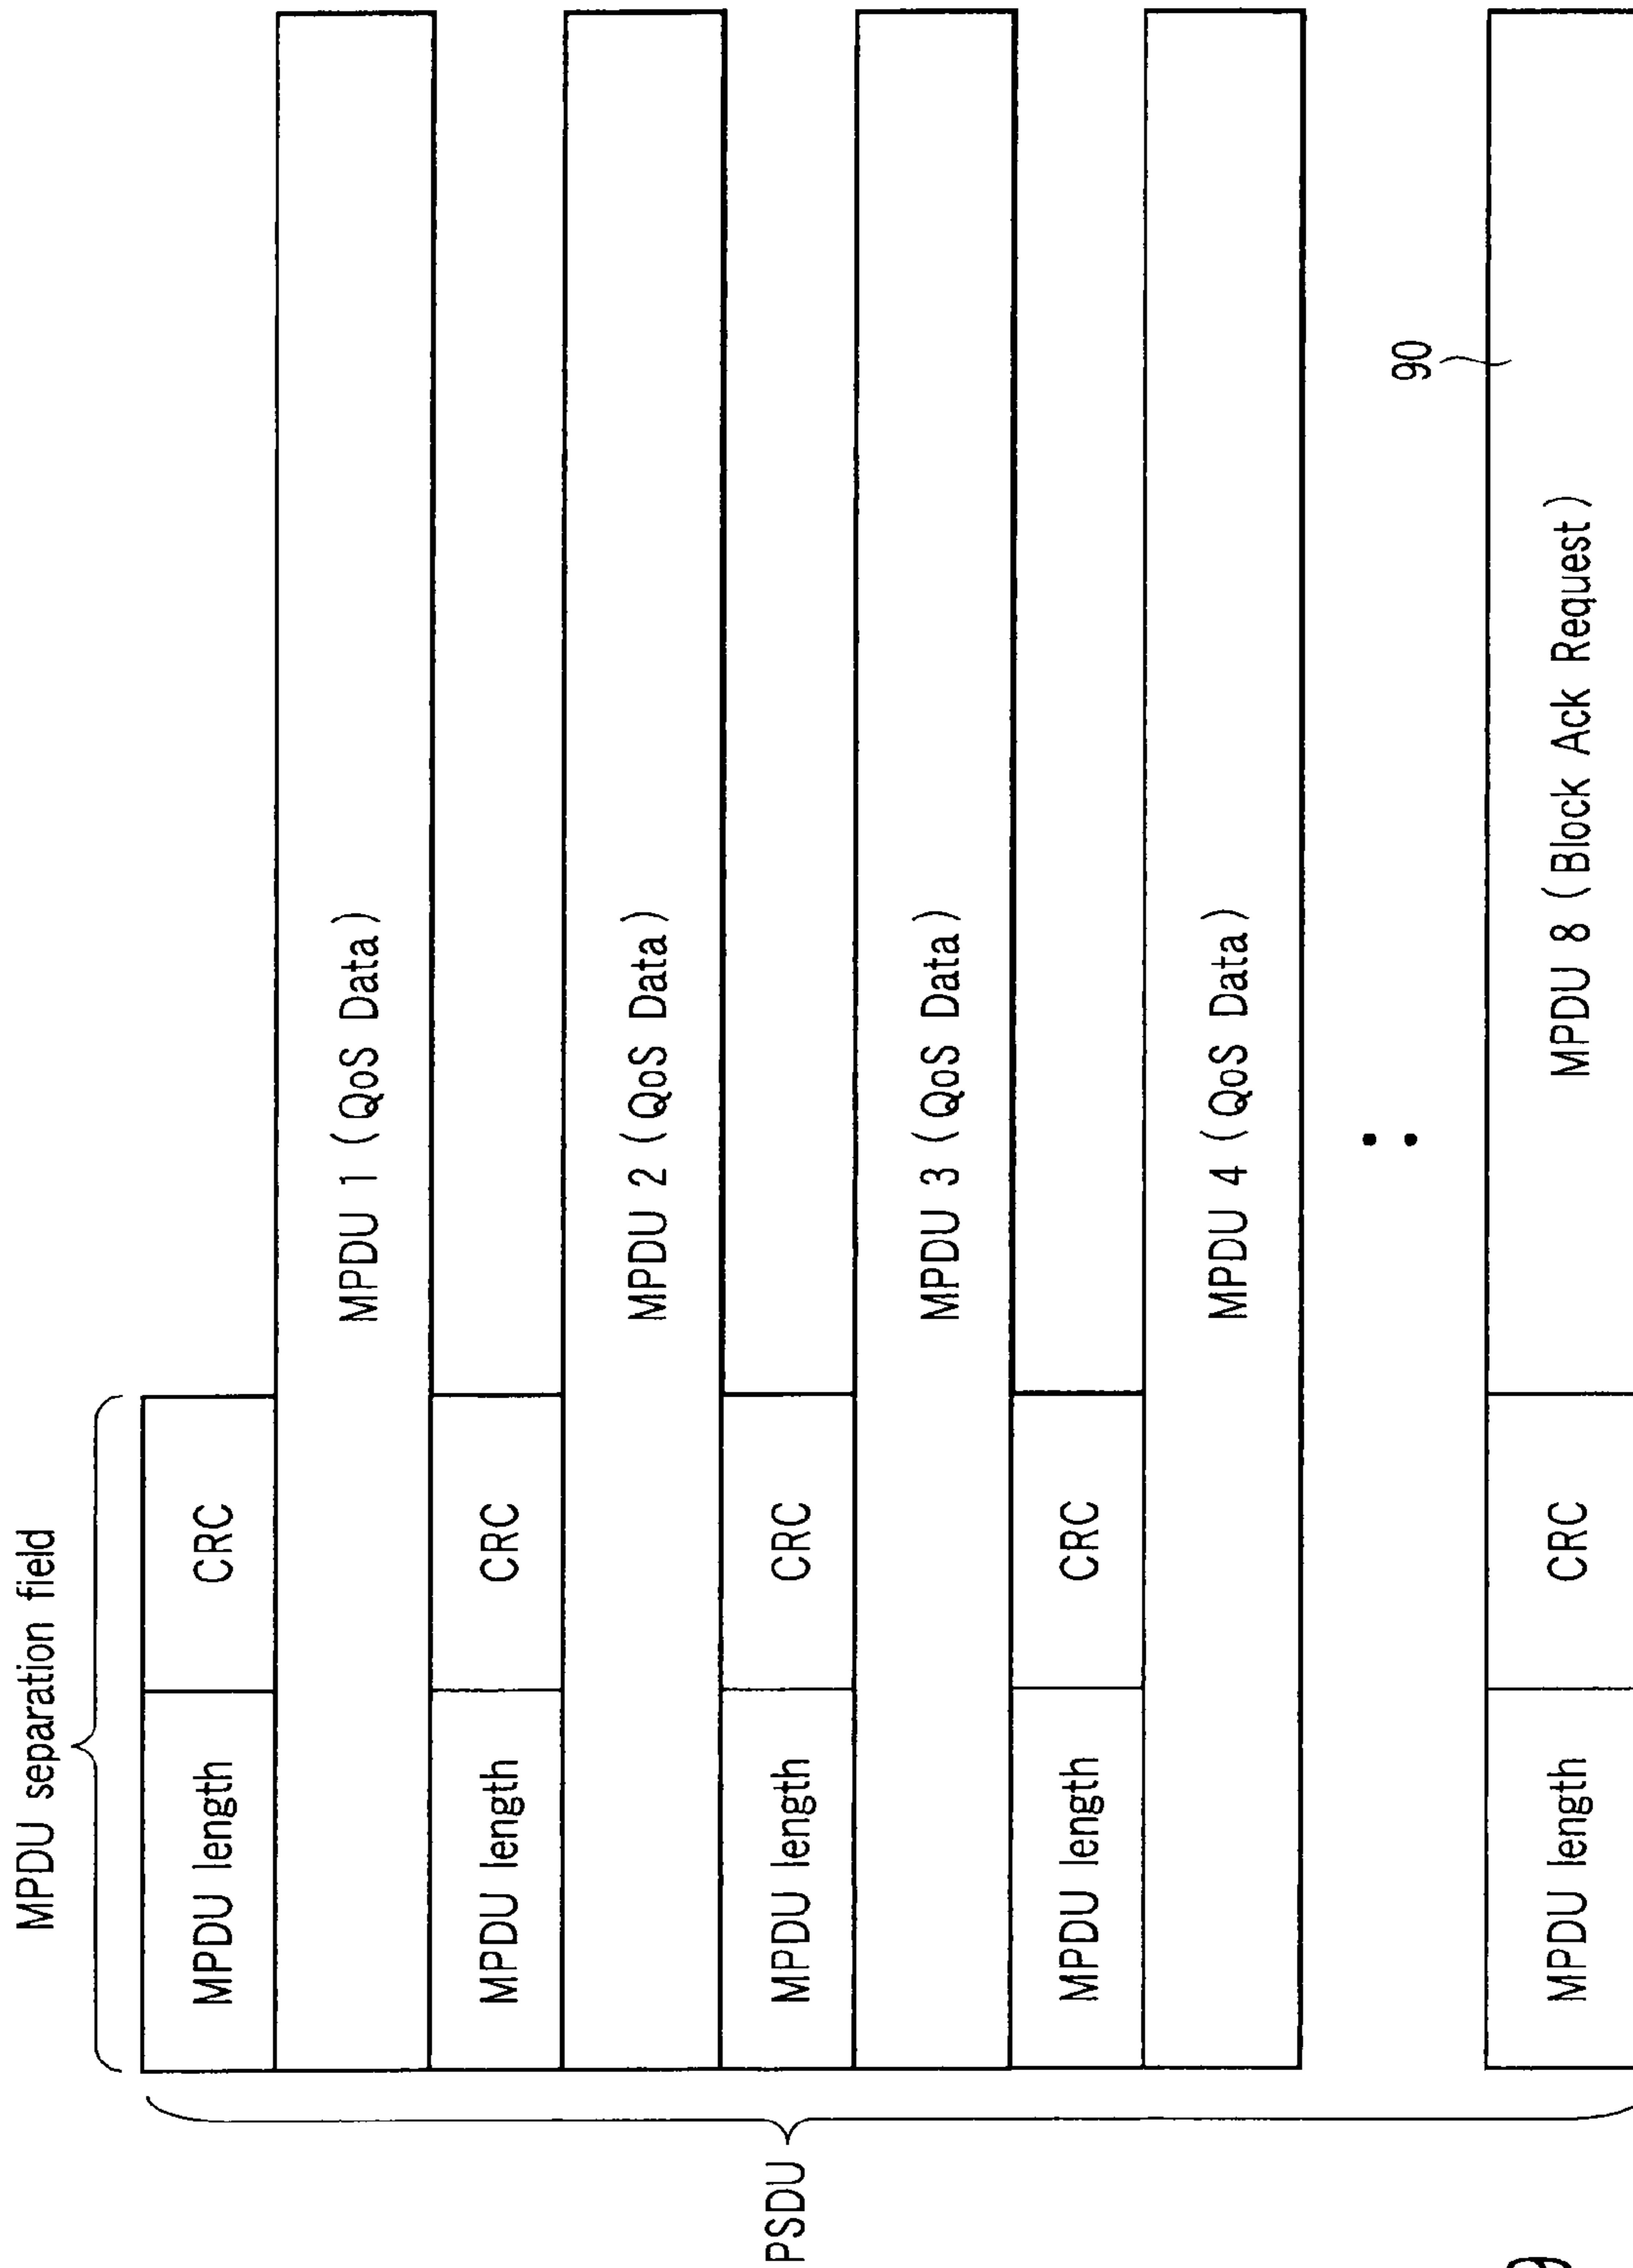 MPDU separation field
MPDU length CRC
MPDU 1 (QoS Data)
MPDU length CRC
MPDU 2 (QoS Data)
MPDU length CRC
MPDU 3 (QoS Data)
MPDU length CRC
MPDU 4 (QoS Data)
:
90
MPDU length CRC MPDU 8 (Block Ack Request)
PSDU
9